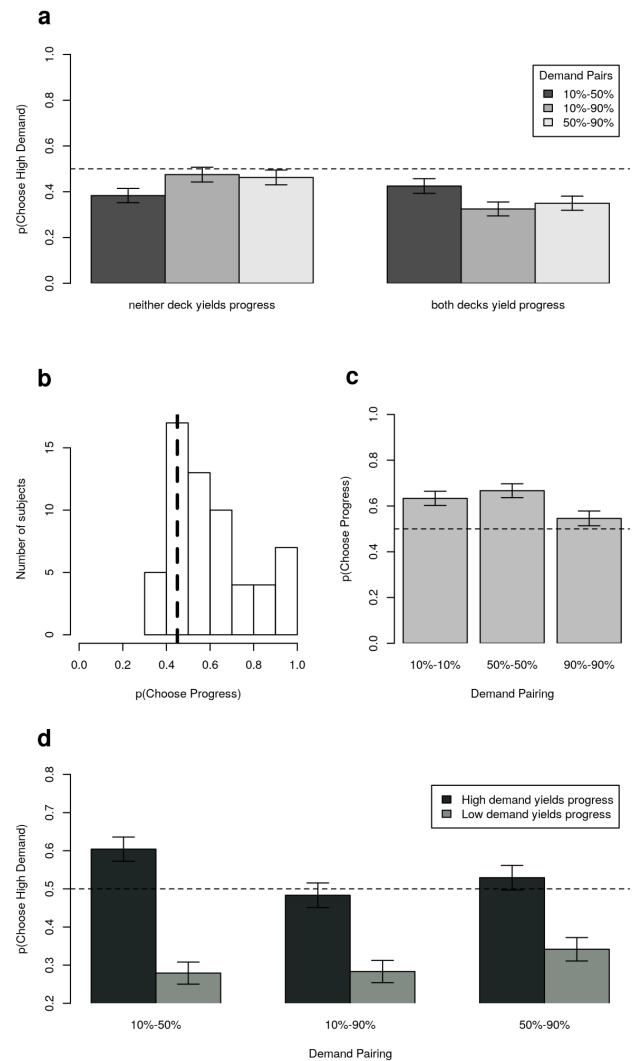 a
p(Choose High Demand)
0.0 0.2 0.4 0.6 0.8 1.0
Demand Pairs
10%-50%
10%-90%
50%-90%
neither deck yields progress
both decks yield progress
b
Number of subjects
0 5 10 15
0.0 0.2 0.4 0.6 0.8 1.0
p(Choose Progress)
c
p(Choose Progress)
0.0 0.2 0.4 0.6 0.8 1.0
10%-10% 50%-50% 90%-90%
Demand Pairing
d
p(Choose High Demand)
0.2 0.3 0.4 0.5 0.6 0.7 0.8
High demand yields progress
Low demand yields progress
10%-50% 10%-90% 50%-90%
Demand Pairing